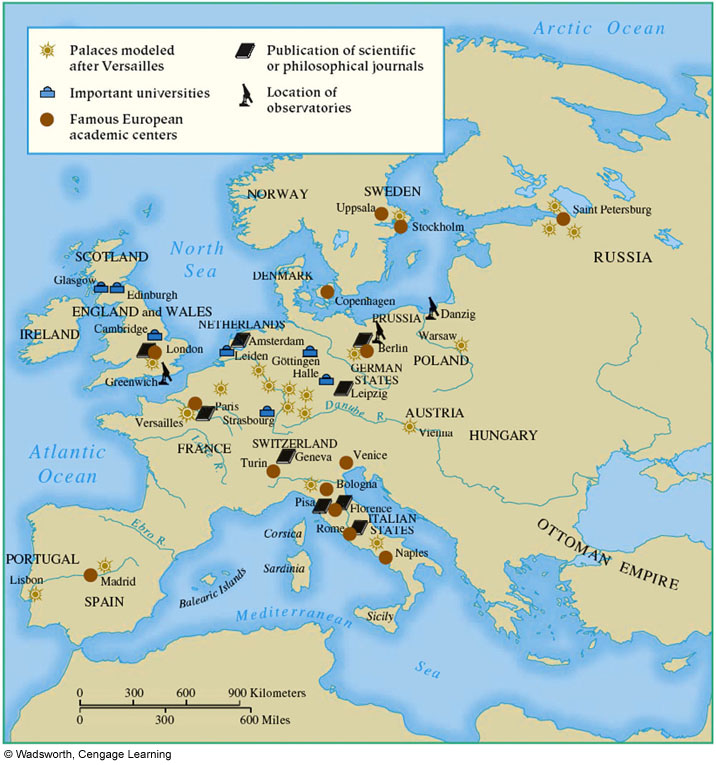 Arctic Ocean
Palaces modeled
after Versailles
Important universities
Famous European
academic centers
Publication of scientific
or philosophical journals
Location of
observatories
NORWAY
SWEDEN
Uppsala
Stockholm
Saint Petersburg
RUSSIA
North
Sea
SCOTLAND
Glasgow
Edinburgh
DENMARK
Copenhagen
ENGLAND and WALES
IRELAND
Cambridge
London
Greenwich
NETHERLANDS
Amsterdam
Leiden
Göttingen
Halle
PRUSSIA
Danzig
Berlin
Warsaw
POLAND
GERMAN
STATES
Leipzig
Paris
Versailles
Strasbourg
Danube R.
AUSTRIA
Vienna
HUNGARY
Atlantic
Ocean
FRANCE
Loire R.
SWITZERLAND
Geneva
Turin
Venice
Bologna
Pisa
Florence
ITALIAN
STATES
Rome
Naples
Corsica
Sardinia
Sicily
Ebro R.
PORTUGAL
Lisbon
Madrid
SPAIN
Balearic Islands
OTTOMAN EMPIRE
Mediterranean
Sea
0 300 600 900 Kilometers
0 300 600 Miles
© Wadsworth, Cengage Learning